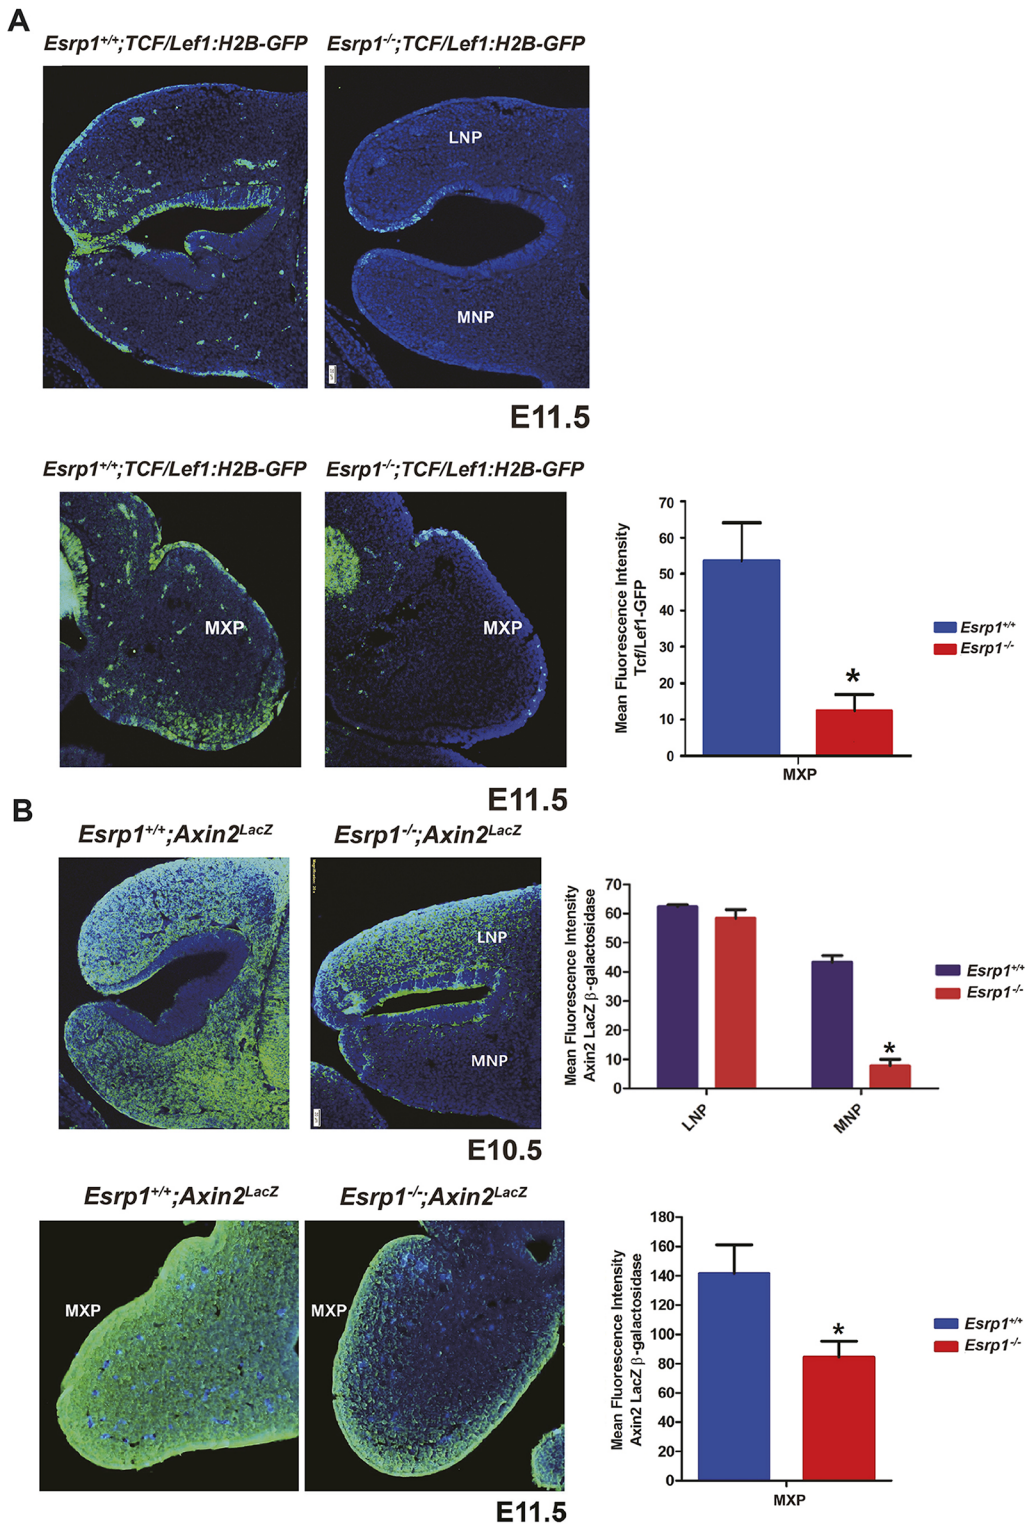 A
Esrp1+/+;TCF/Lef1:H2B-GFP
Esrp1-/-;TCF/Lef1:H2B-GFP
LNP
MNP
E11.5
Esrp1+/+;TCF/Lef1:H2B-GFP
Esrp1-/-;TCF/Lef1:H2B-GFP
MXP
MXP
E11.5
Mean Fluorescence Intensity
Tcf/Lef1-GFP
70
60
50
40
30
20
10
0
*
MXP
Esrp1+/+
Esrp1-/-
B
Esrp1+/+;Axin2LacZ
Esrp1-/-;Axin2LacZ
LNP
MNP
E10.5
Mean Fluorescence Intensity
Axin2 LacZ β-galactosidase
70
60
50
40
30
20
10
0
*
LNP
MNP
Esrp1+/+
Esrp1-/-
Esrp1+/+;Axin2LacZ
Esrp1-/-;Axin2LacZ
MXP
MXP
E11.5
Mean Fluorescence Intensity
Axin2 LacZ β-galactosidase
180
160
140
120
100
80
60
40
20
0
*
MXP
Esrp1+/+
Esrp1-/-